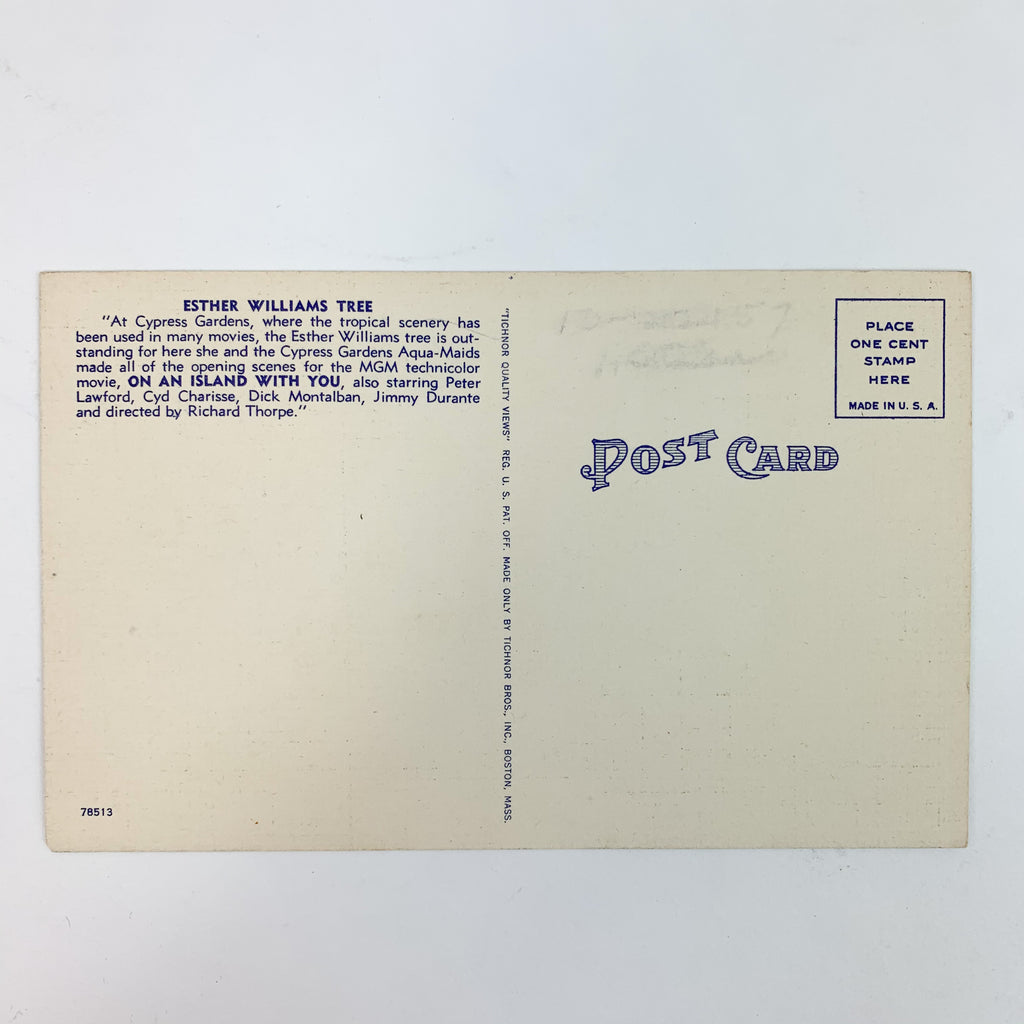 ESTHER WILLIAMS TREE
"At Cypress Gardens, where the tropical scenery has
been used in many movies, the Esther Williams tree is out-
standing for here she and the Cypress Gardens Aqua-Maids
made all of the opening scenes for the MGM technicolor
movie, ON AN ISLAND WITH YOU, also starring Peter
Lawford, Cyd Charisse, Dick Montalban, Jimmy Durante
and directed by Richard Thorpe."
78513
"TICHNOR QUALITY VIEWS" REG. U. S. PAT. OFF. MADE ONLY BY TICHNOR BROS., INC., BOSTON, MASS.
POST CARD
PLACE
ONE CENT
STAMP
HERE
MADE IN U. S. A.